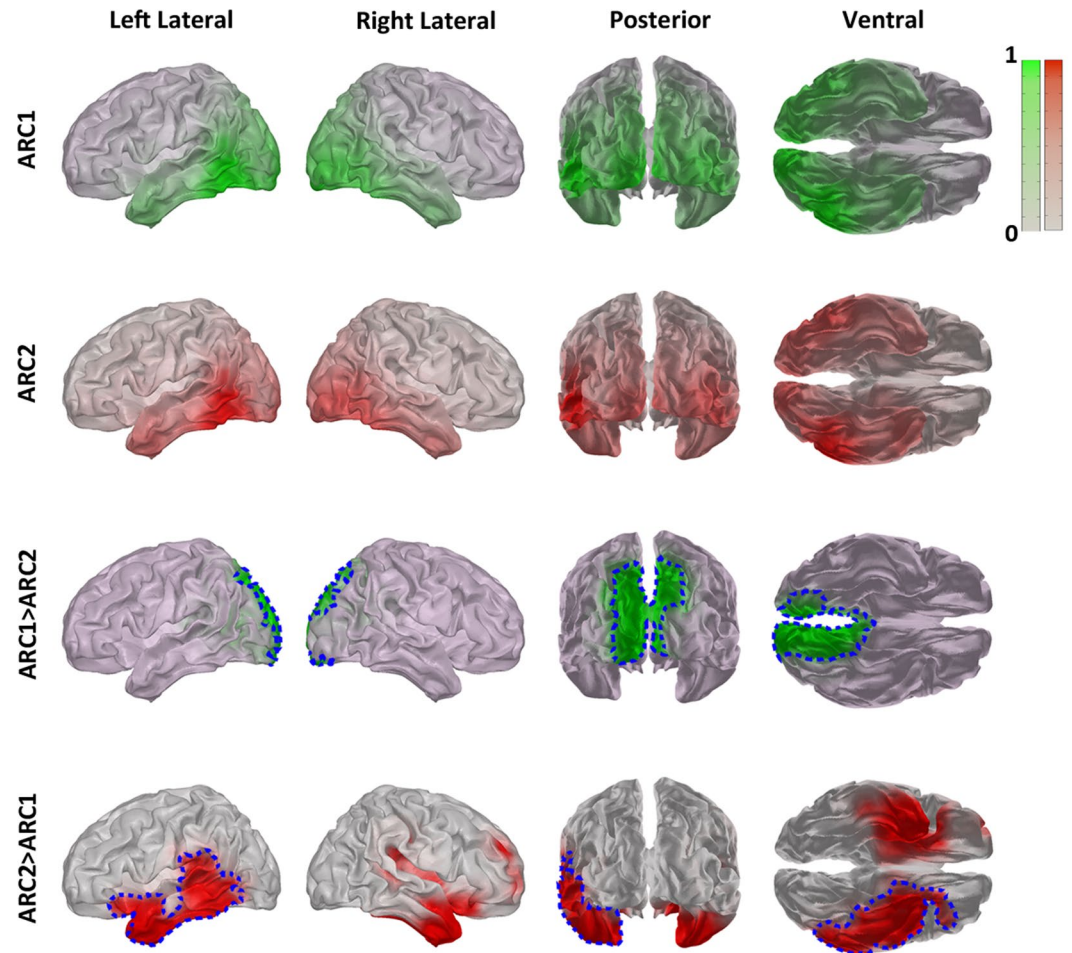 Left Lateral Right Lateral Posterior Ventral
1
ARC1
0
ARC2
ARC1>ARC2
ARC2>ARC1